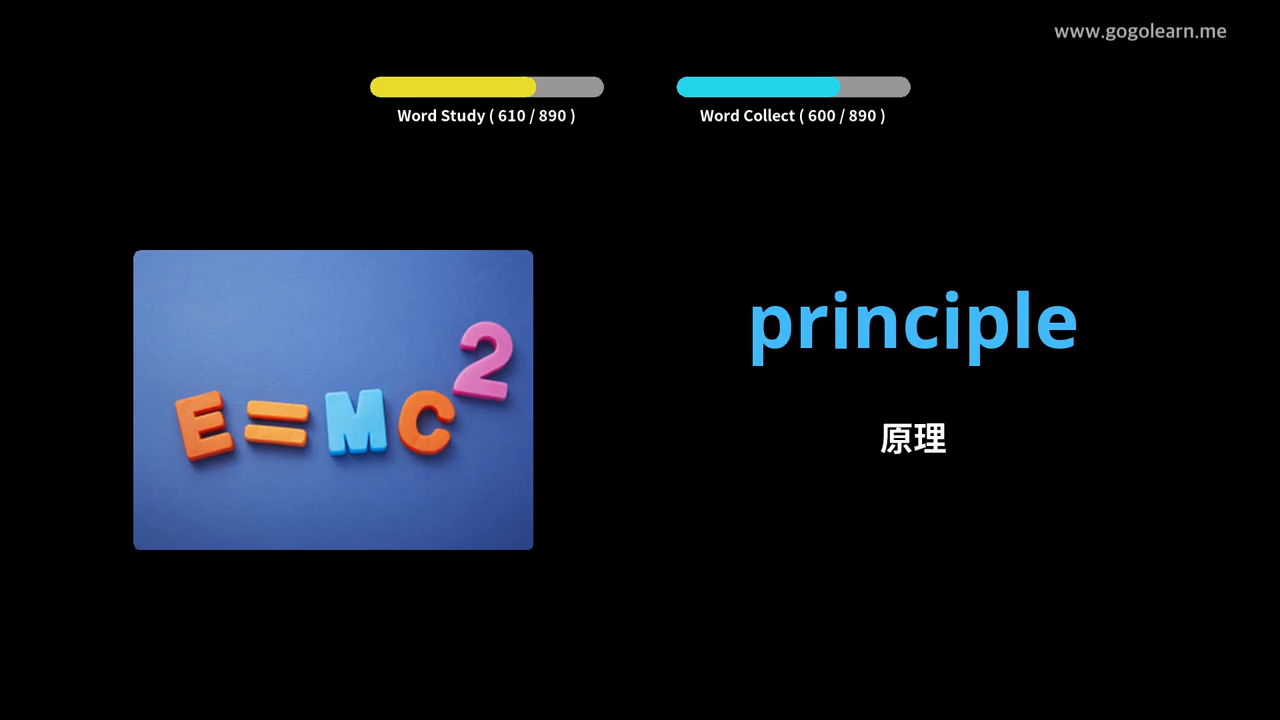 www.gogolearn.me
Word Study ( 610 / 890 )
Word Collect ( 600 / 890 )
E=MC²
principle
原理